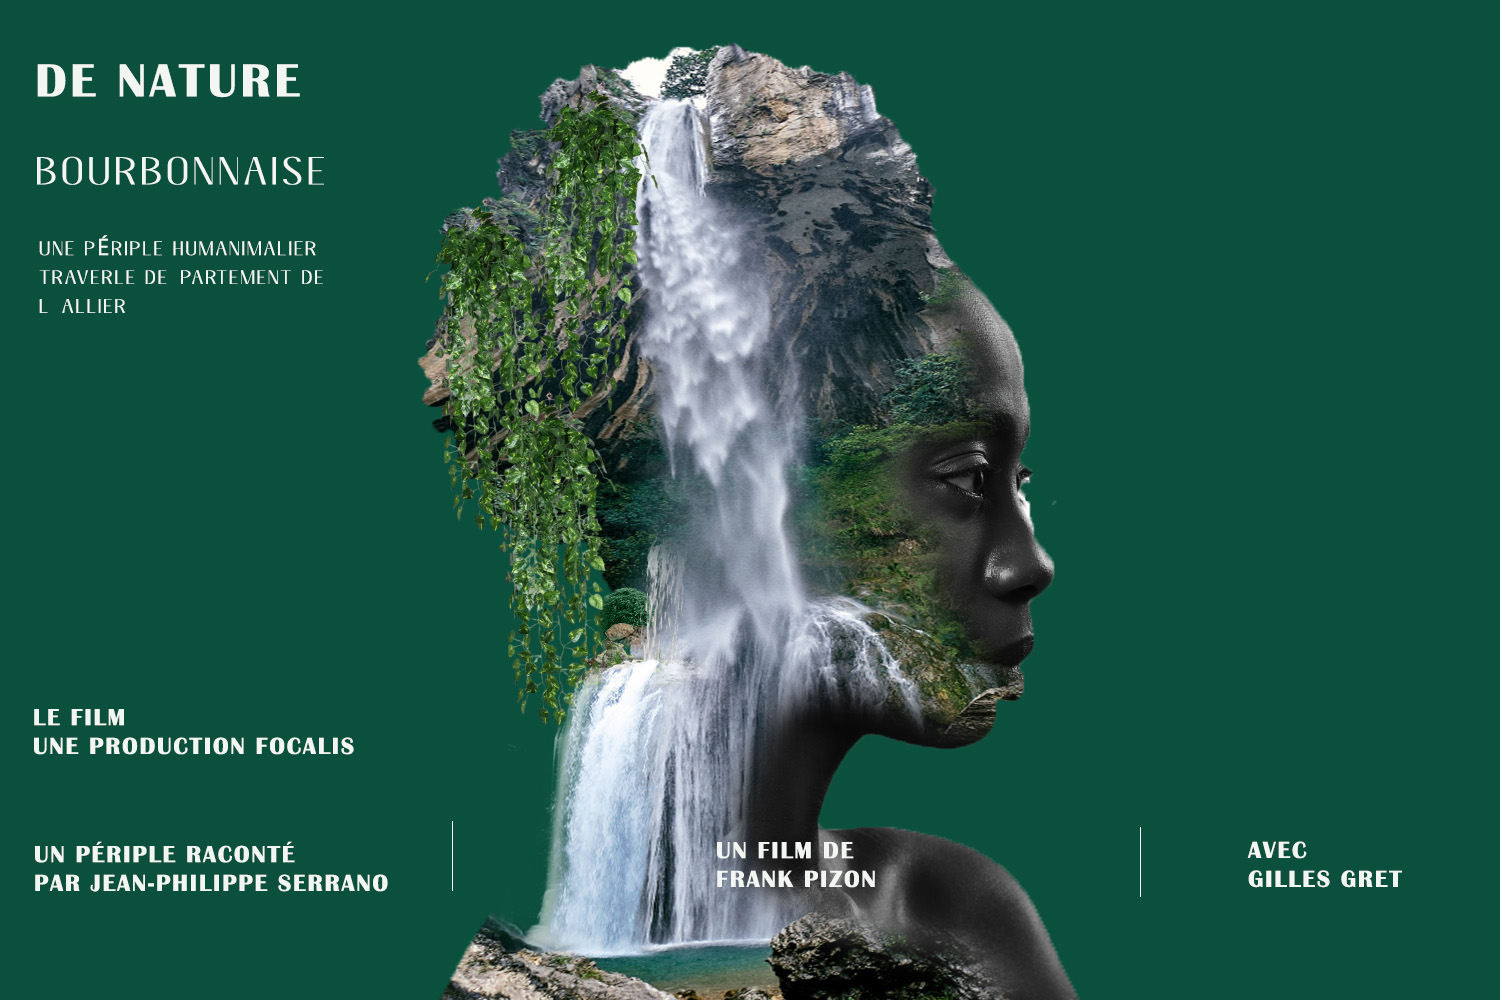 DE NATURE
BOURBONNAISE
UNE PÉRIPLE HUMANIMALIER
TRAVERLE DE PARTEMENT DE
L ALLIER
LE FILM
UNE PRODUCTION FOCALIS
UN PÉRIPLE RACONTÉ
PAR JEAN-PHILIPPE SERRANO
UN FILM DE
FRANK PIZON
AVEC
GILLES GRET